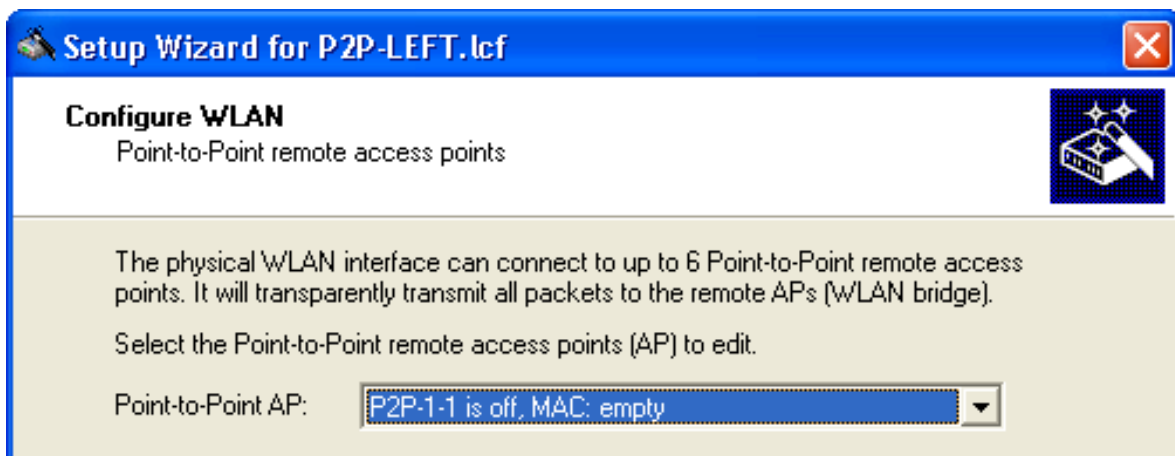 Setup Wizard for P2P-LEFT.lcf
Configure WLAN
Point-to-Point remote access points
The physical WLAN interface can connect to up to 6 Point-to-Point remote access
points. It will transparently transmit all packets to the remote APs (WLAN bridge).
Select the Point-to-Point remote access points (AP) to edit.
Point-to-Point AP: P2P-1-1 is off, MAC: empty